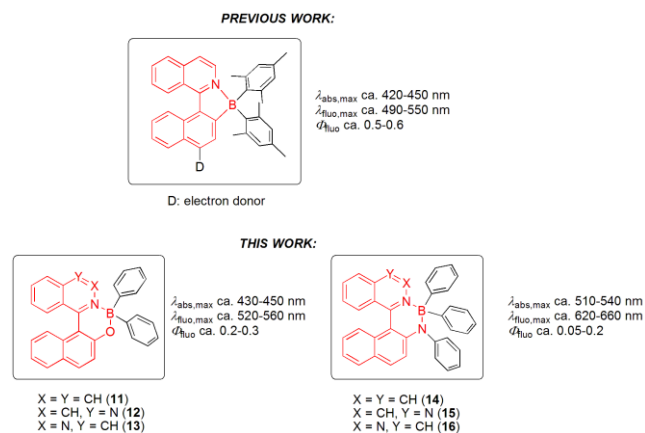 PREVIOUS WORK:
N
B
D
λabs,max ca. 420-450 nm
λfluo,max ca. 490-550 nm
Φfluo ca. 0.5-0.6
D: electron donor
THIS WORK:
Y
X
N
B
O
λabs,max ca. 430-450 nm
λfluo,max ca. 520-560 nm
Φfluo ca. 0.2-0.3
X = Y = CH (11)
X = CH, Y = N (12)
X = N, Y = CH (13)
Y
X
N
B
N
λabs,max ca. 510-540 nm
λfluo,max ca. 620-660 nm
Φfluo ca. 0.05-0.2
X = Y = CH (14)
X = CH, Y = N (15)
X = N, Y = CH (16)